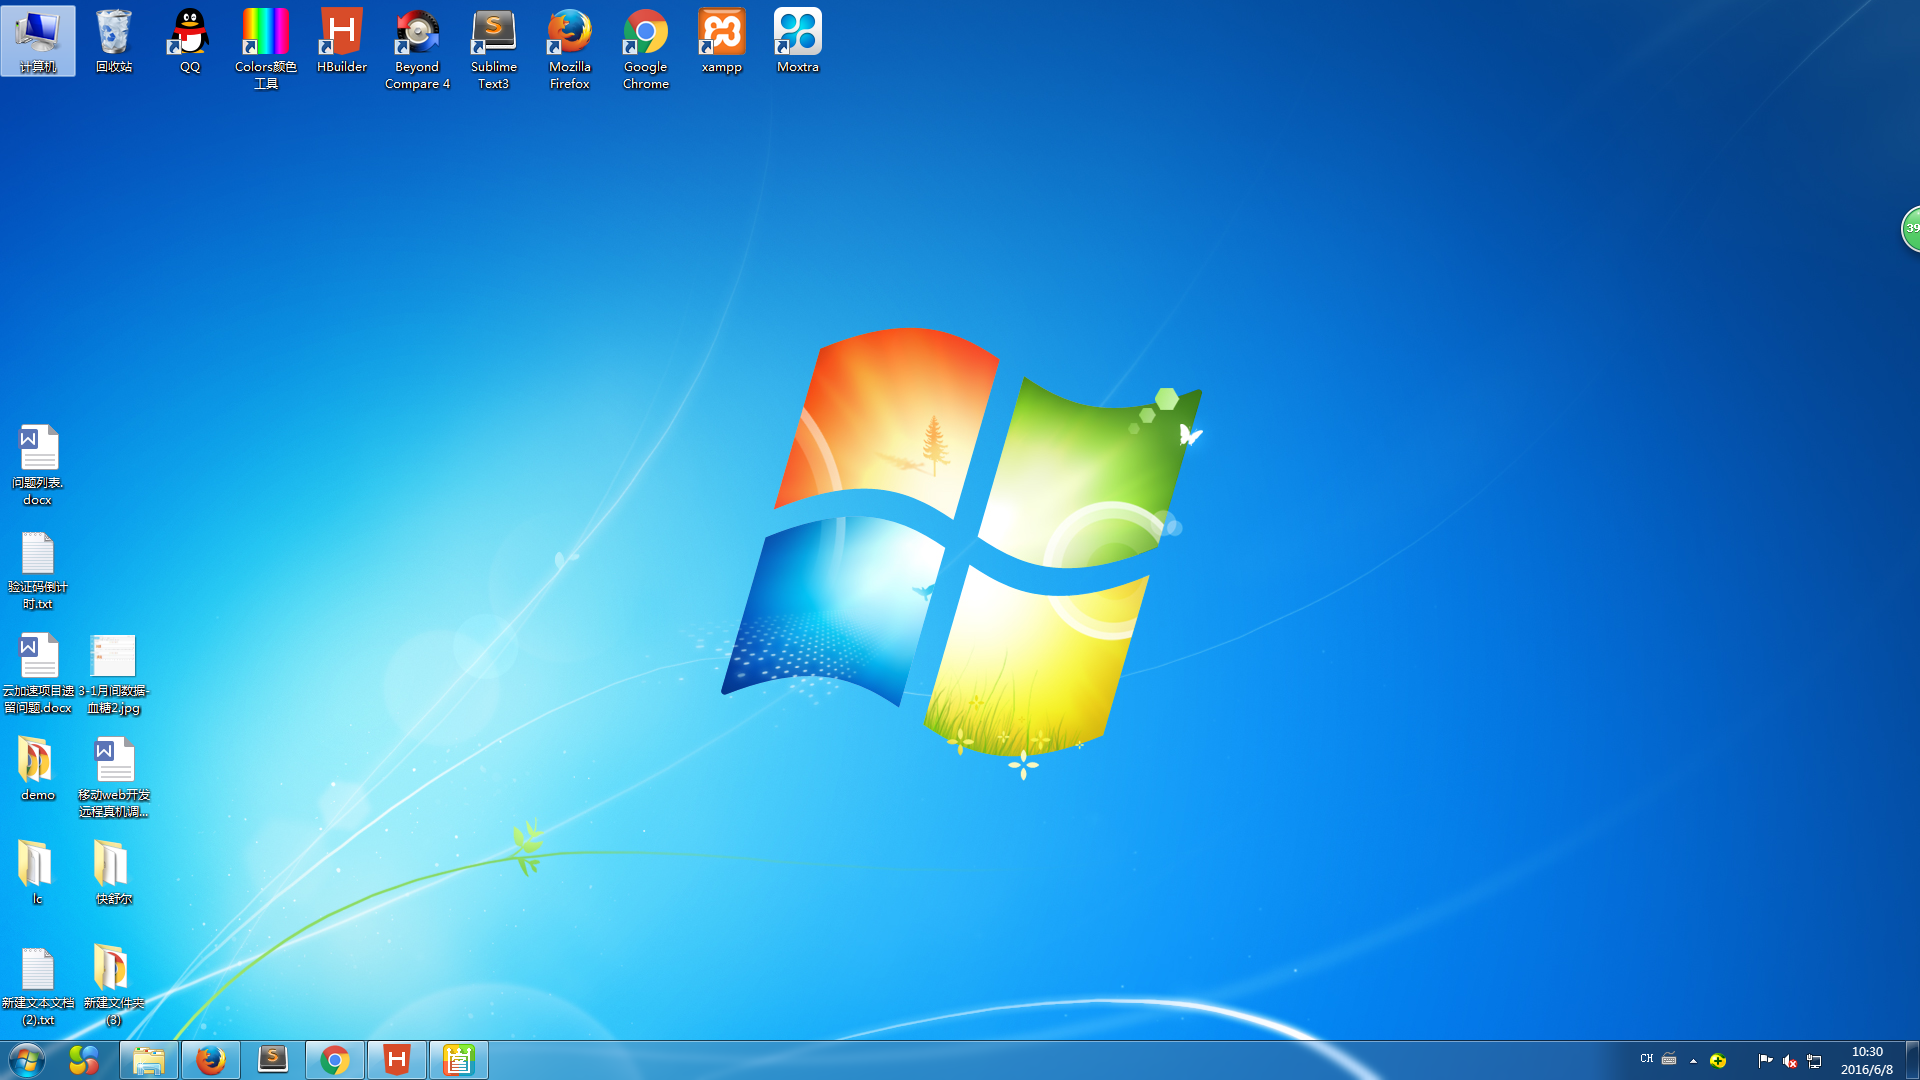 计算机
回收站
QQ
Colors颜色
工具
HBuilder
Beyond
Compare 4
Sublime
Text3
Mozilla
Firefox
Google
Chrome
xampp
Moxtra
39
问题列表.
docx
验证码倒计
时.txt
云加速项目遗
留问题.docx
3-1月间数据-
血糖2.jpg
demo
移动web开发
远程真机调...
lc
快舒尔
新建文本文档
(2).txt
新建文件夹
(3)
CH
10:30
2016/6/8